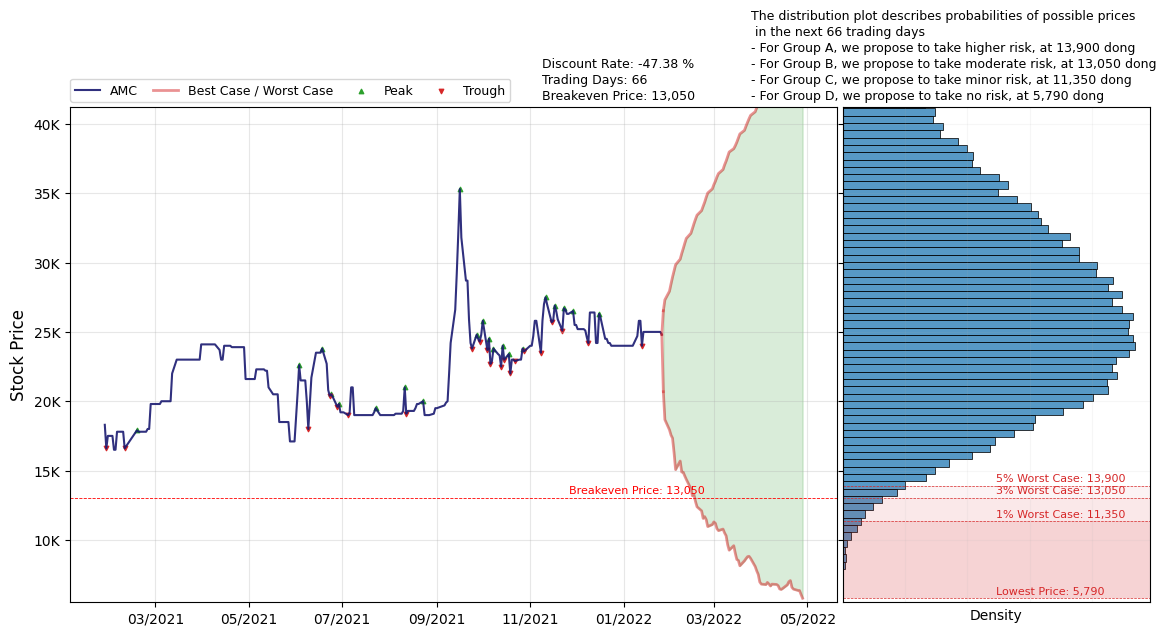 The distribution plot describes probabilities of possible prices
in the next 66 trading days
- For Group A, we propose to take higher risk, at 13,900 dong
- For Group B, we propose to take moderate risk, at 13,050 dong
- For Group C, we propose to take minor risk, at 11,350 dong
- For Group D, we propose to take no risk, at 5,790 dong
Discount Rate: -47.38 %
Trading Days: 66
Breakeven Price: 13,050
AMC Best Case / Worst Case Peak Trough
Stock Price
40K
35K
30K
25K
20K
15K
10K
Breakeven Price: 13,050
5% Worst Case: 13,900
3% Worst Case: 13,050
1% Worst Case: 11,350
Lowest Price: 5,790
03/2021 05/2021 07/2021 09/2021 11/2021 01/2022 03/2022 05/2022
Density